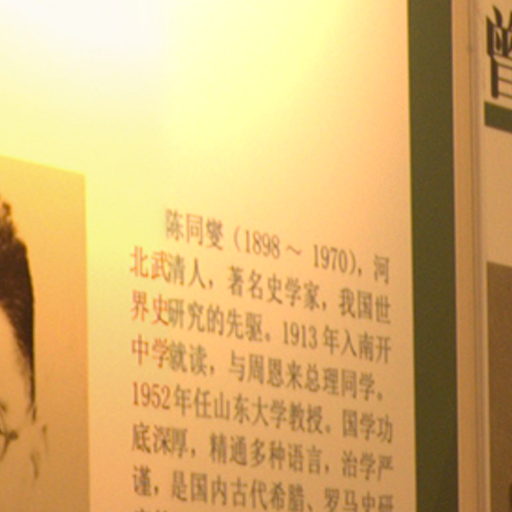 陈同燮（1898～1970），河
北武清人，著名史学家，我国世
界史研究的先驱。1913年入南开
中学就读，与周恩来总理同学。
1952年任山东大学教授。国学功
底深厚，精通多种语言，治学严
谨，是国内古代希腊、罗马史研
曾